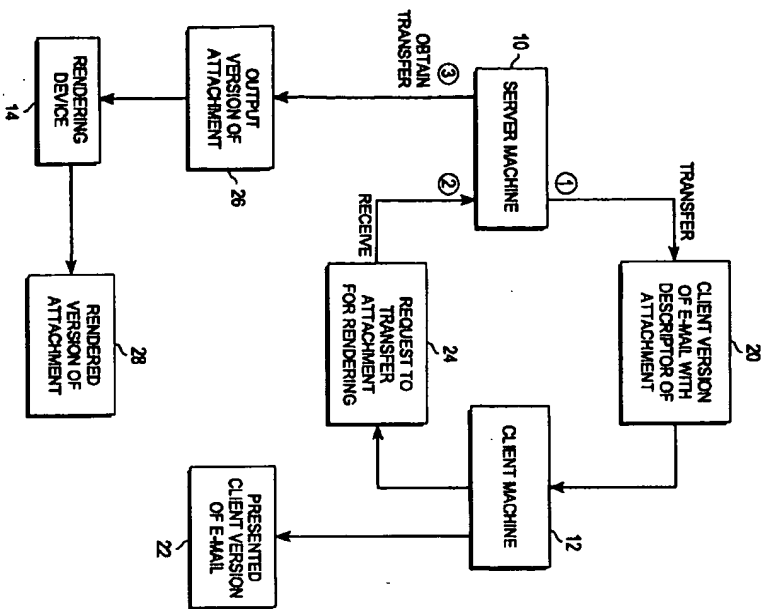 20
CLIENT VERSION
OF E-MAIL WITH
DESCRIPTOR OF
ATTACHMENT
TRANSFER
①
10
SERVER MACHINE
②
RECEIVE
③
OBTAIN
TRANSFER
24
REQUEST TO
TRANSFER
ATTACHMENT
FOR RENDERING
CLIENT MACHINE
12
PRESENTED
CLIENT VERSION
OF E-MAIL
22
OUTPUT
VERSION OF
ATTACHMENT
26
RENDERING
DEVICE
14
RENDERED
VERSION OF
ATTACHMENT
28